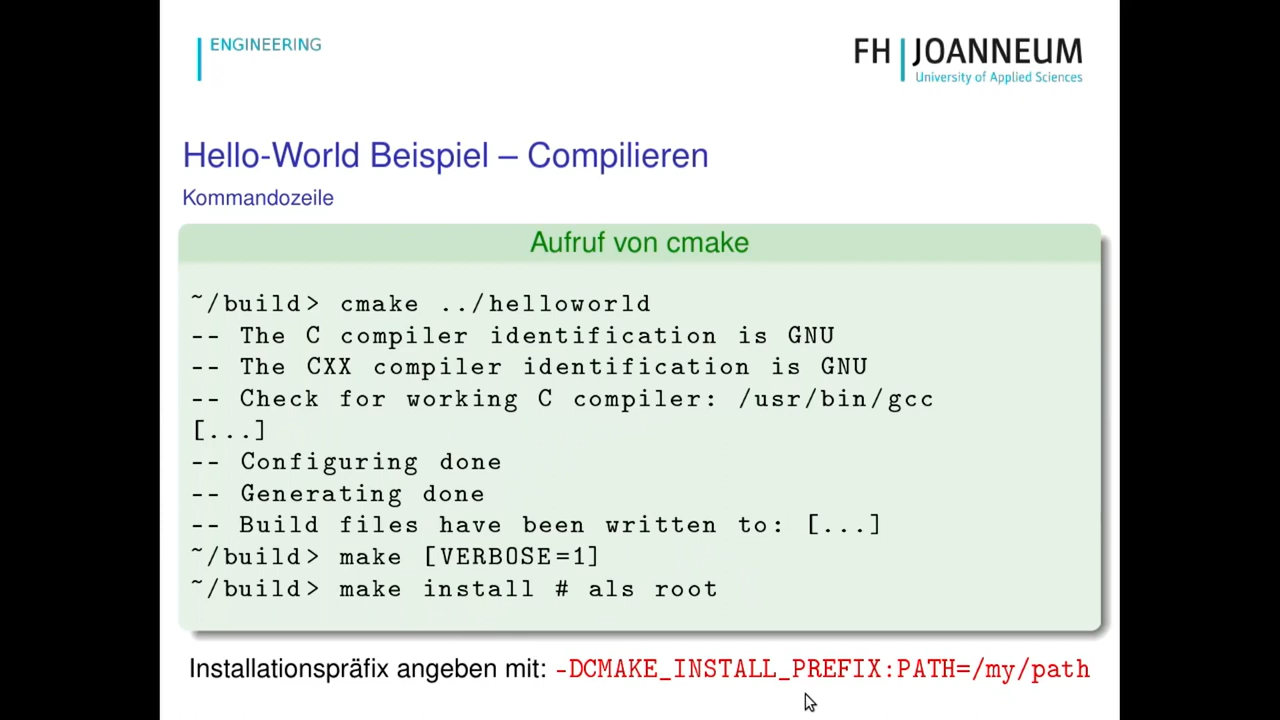 ENGINEERING
FH JOANNEUM
University of Applied Sciences
Hello-World Beispiel – Compilieren
Kommandozeile
Aufruf von cmake
~/build> cmake ../helloworld
-- The C compiler identification is GNU
-- The CXX compiler identification is GNU
-- Check for working C compiler: /usr/bin/gcc
[...]
-- Configuring done
-- Generating done
-- Build files have been written to: [...]
~/build> make [VERBOSE=1]
~/build> make install # als root
Installationspräfix angeben mit: -DCMAKE_INSTALL_PREFIX:PATH=/my/path